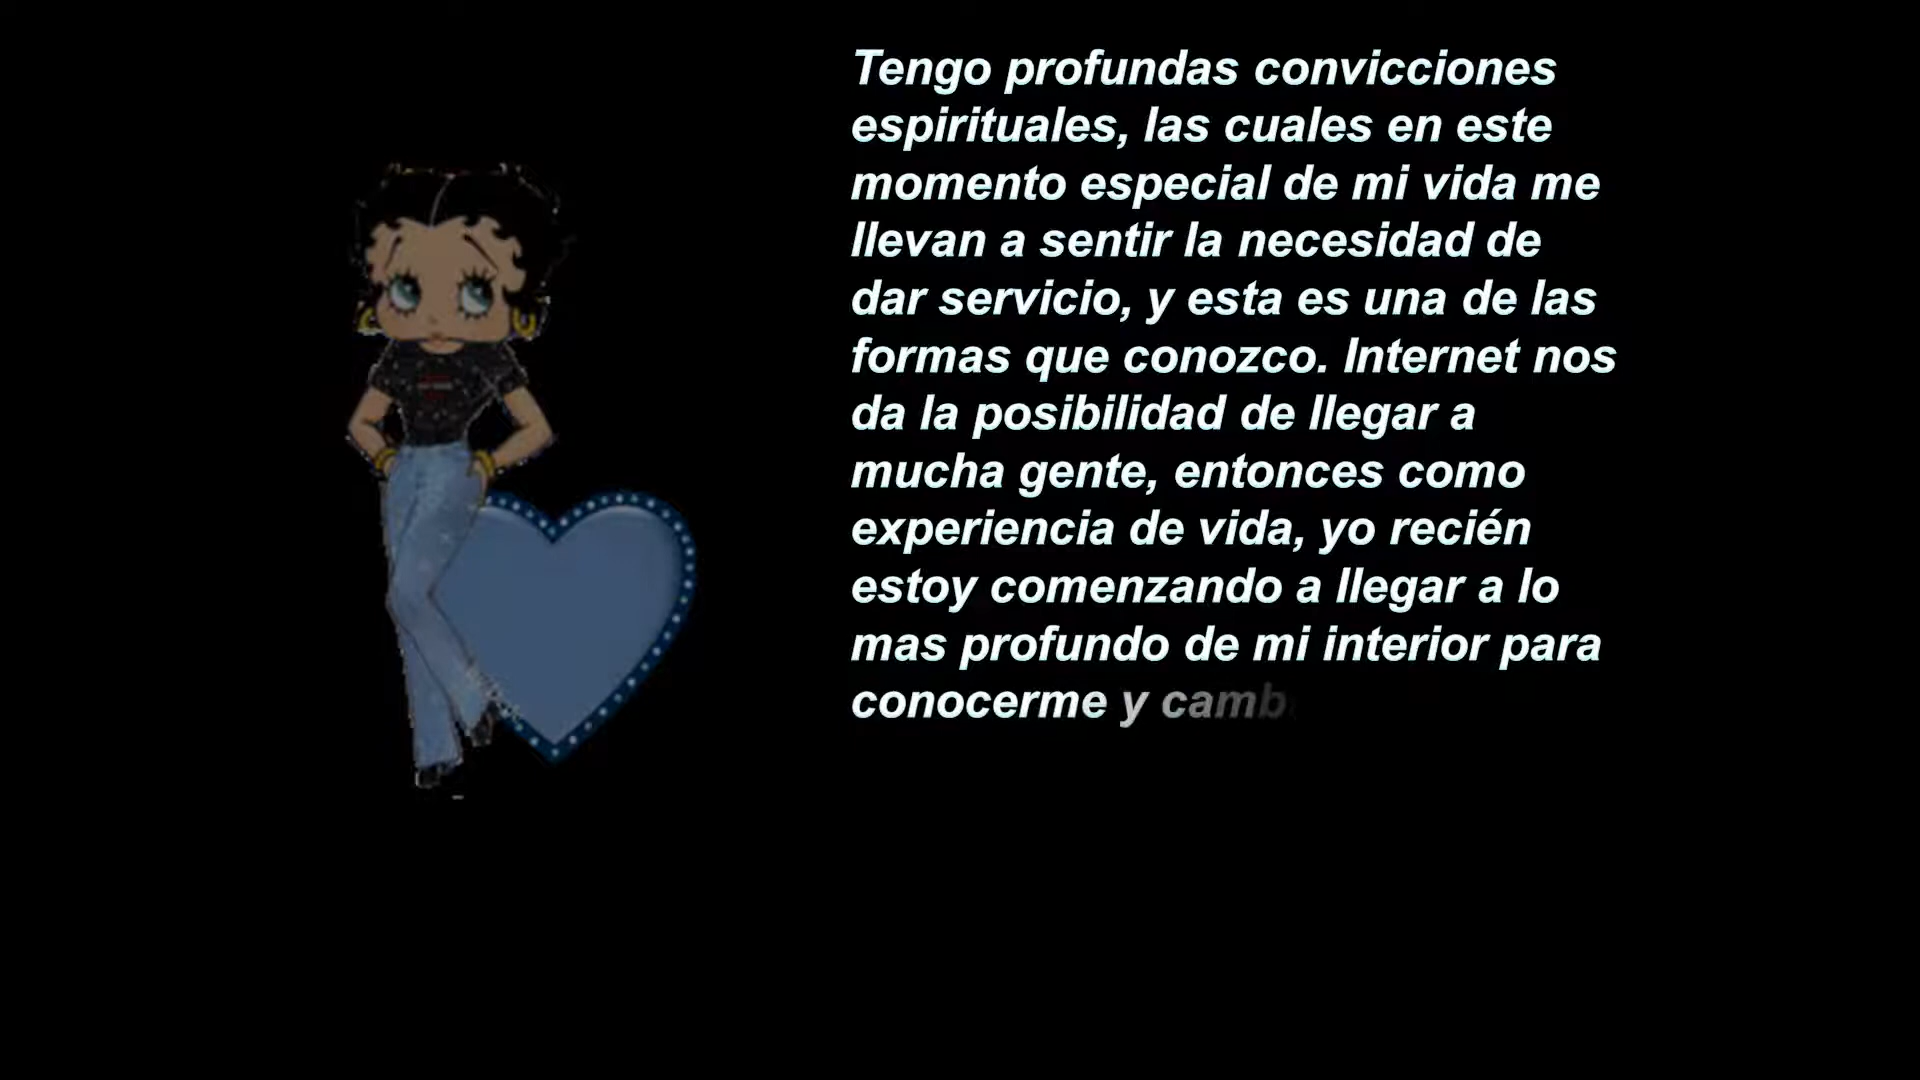 Tengo profundas convicciones
espirituales, las cuales en este
momento especial de mi vida me
llevan a sentir la necesidad de
dar servicio, y esta es una de las
formas que conozco. Internet nos
da la posibilidad de llegar a
mucha gente, entonces como
experiencia de vida, yo recién
estoy comenzando a llegar a lo
mas profundo de mi interior para
conocerme y camb